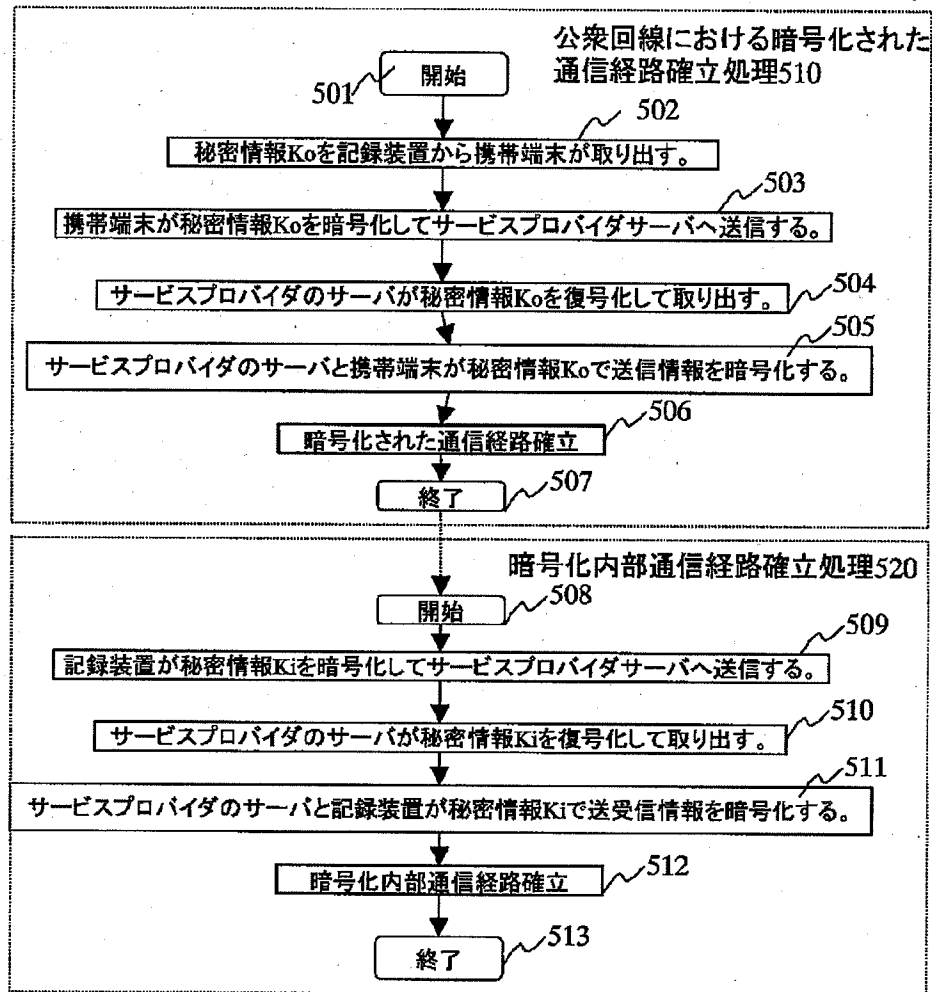 公衆回線における暗号化された
通信経路確立処理510
開始
501
502
秘密情報Koを記録装置から携帯端末が取り出す。
503
携帯端末が秘密情報Koを暗号化してサービスプロバイダサーバへ送信する。
サービスプロバイダのサーバが秘密情報Koを復号化して取り出す。
504
505
サービスプロバイダのサーバと携帯端末が秘密情報Koで送信情報を暗号化する。
506
暗号化された通信経路確立
507
終了
暗号化内部通信経路確立処理520
508
開始
509
記録装置が秘密情報Kiを暗号化してサービスプロバイダサーバへ送信する。
510
サービスプロバイダのサーバが秘密情報Kiを復号化して取り出す。
511
サービスプロバイダのサーバと記録装置が秘密情報Kiで送受信情報を暗号化する。
暗号化内部通信経路確立
512
終了
513